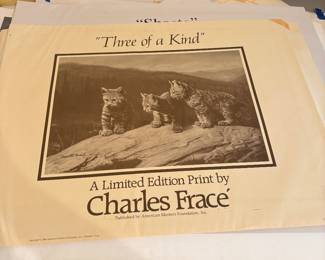 "Three of a Kind"
A Limited Edition Print by
Charles Fracé
Published by American Masters Foundation, Inc.